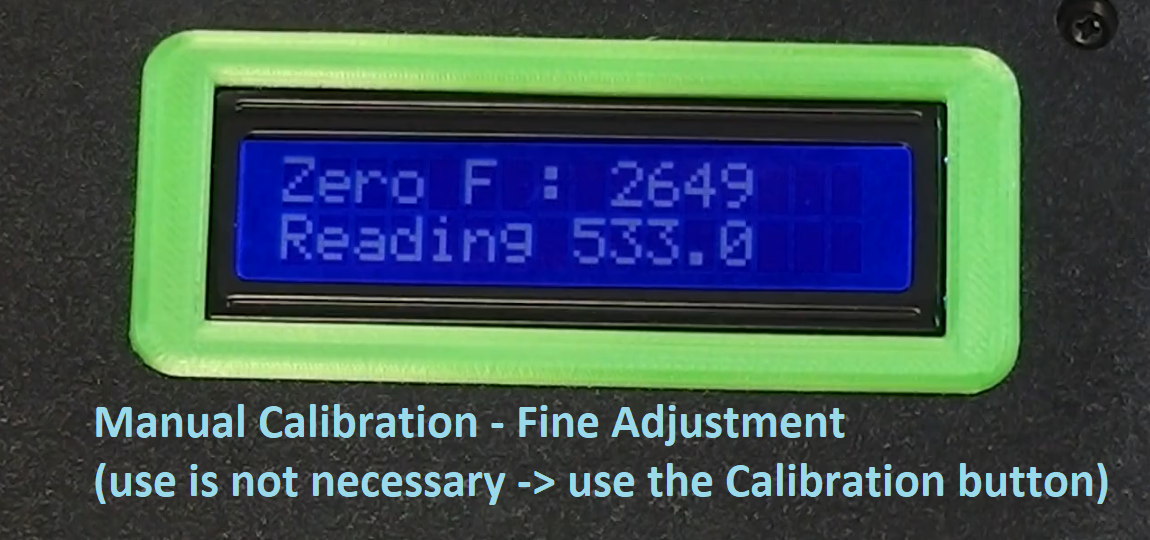 Zero F : 2649
Reading 533.0
Manual Calibration - Fine Adjustment
(use is not necessary -> use the Calibration button)